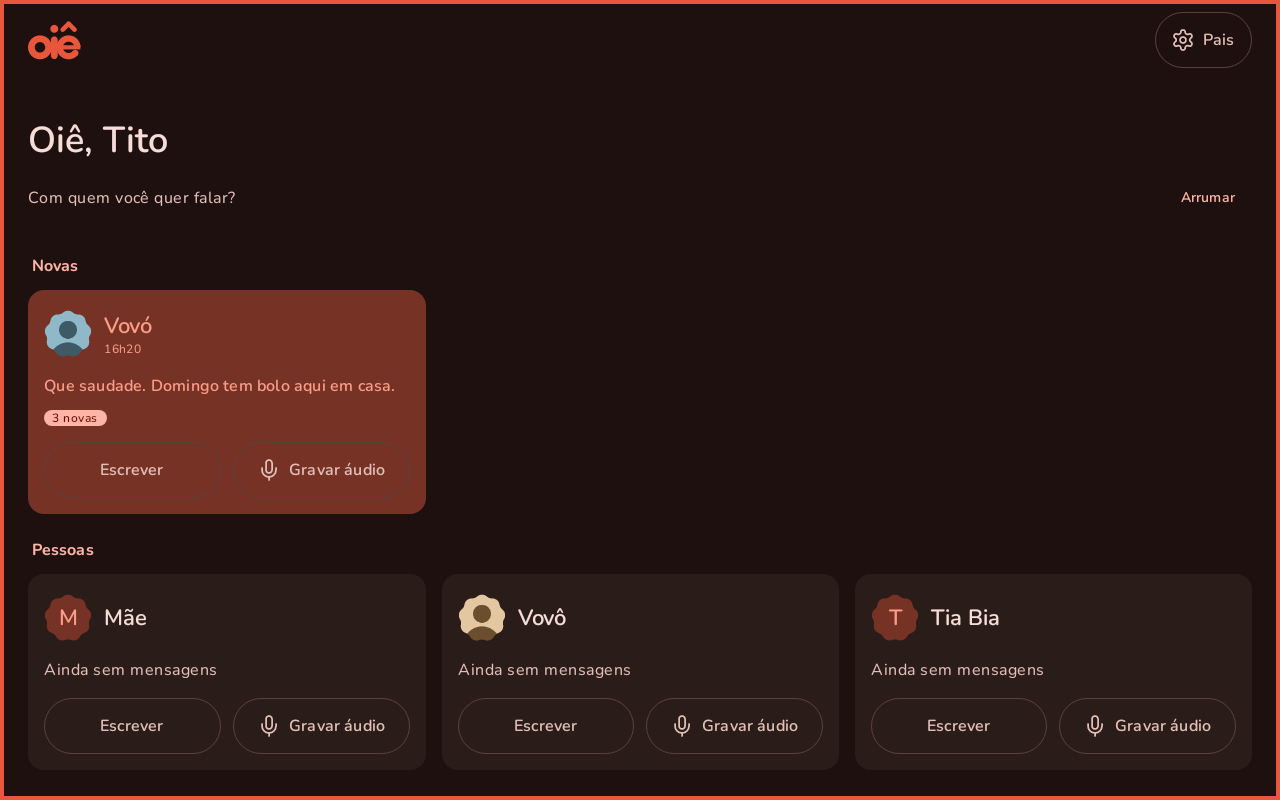 oiê
Pais
Oiê, Tito
Com quem você quer falar?
Arrumar
Novas
Vovó
16h20
Que saudade. Domingo tem bolo aqui em casa.
3 novas
Escrever
Gravar áudio
Pessoas
M
Mãe
Ainda sem mensagens
Escrever
Gravar áudio
Vovô
Ainda sem mensagens
Escrever
Gravar áudio
T
Tia Bia
Ainda sem mensagens
Escrever
Gravar áudio